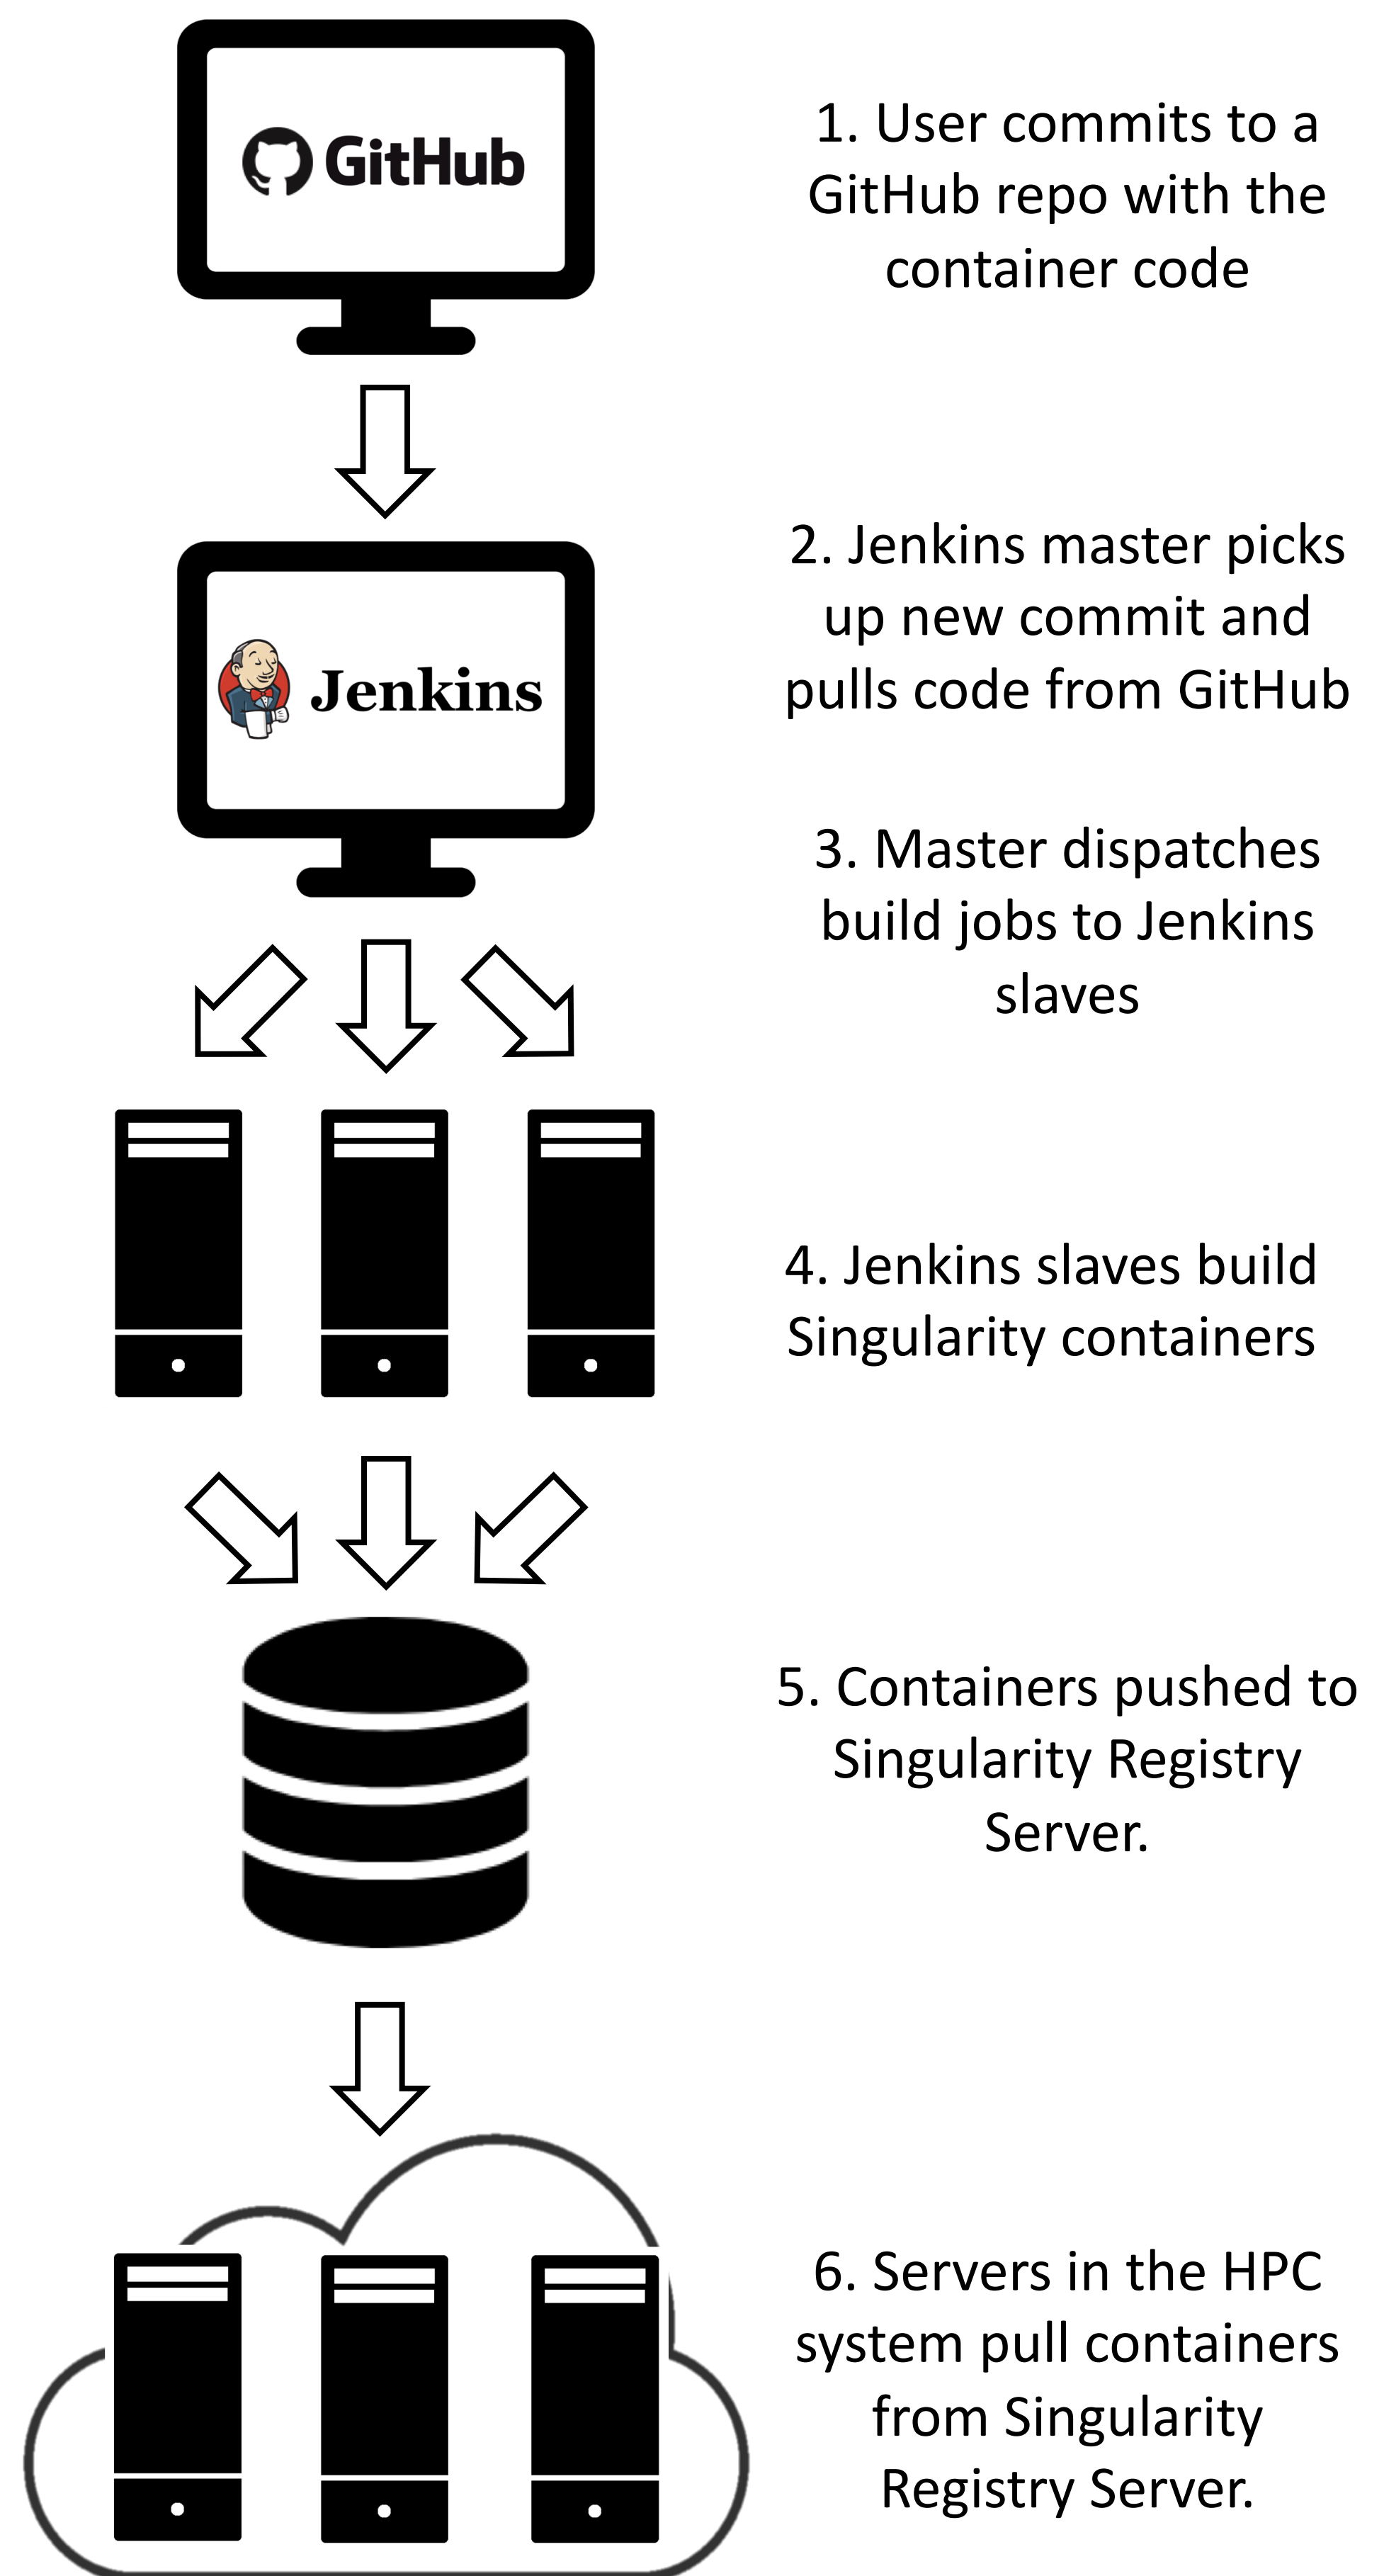 GitHub
1. User commits to a
GitHub repo with the
container code
2. Jenkins master picks
up new commit and
pulls code from GitHub
Jenkins
3. Master dispatches
build jobs to Jenkins
slaves
4. Jenkins slaves build
Singularity containers
5. Containers pushed to
Singularity Registry
Server.
6. Servers in the HPC
system pull containers
from Singularity
Registry Server.